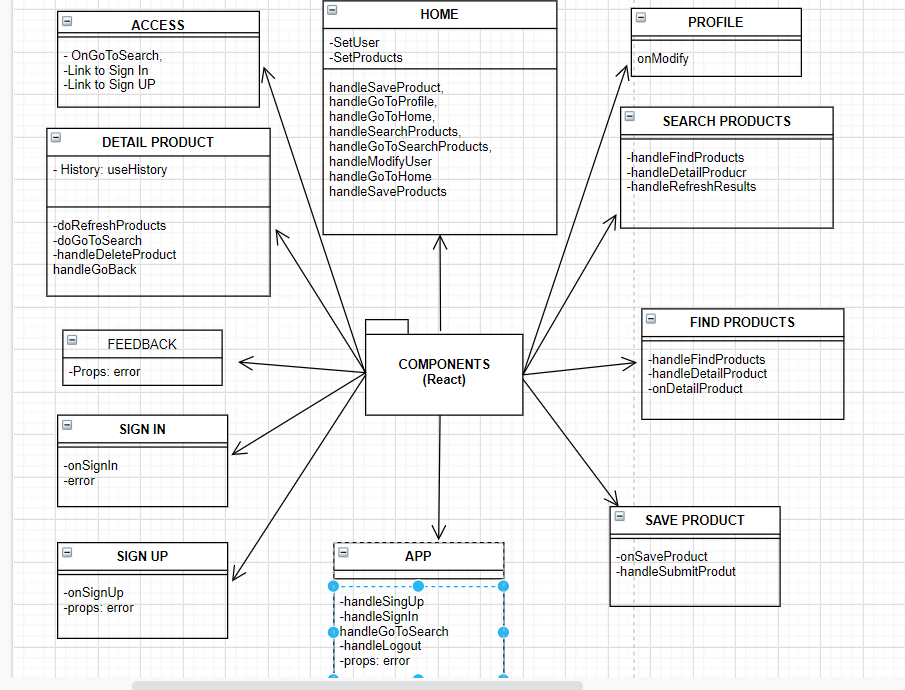 ACCESS
- OnGoToSearch,
-Link to Sign In
-Link to Sign UP
HOME
-SetUser
-SetProducts
handleSaveProduct,
handleGoToProfile,
handleGoToHome,
handleSearchProducts,
handleGoToSearchProducts,
handleModifyUser
handleGoToHome
handleSaveProducts
PROFILE
onModify
DETAIL PRODUCT
- History: useHistory
-doRefreshProducts
-doGoToSearch
-handleDeleteProduct
handleGoBack
SEARCH PRODUCTS
-handleFindProducts
-handleDetailProducr
-handleRefreshResults
FEEDBACK
-Props: error
COMPONENTS
(React)
FIND PRODUCTS
-handleFindProducts
-handleDetailProduct
-onDetailProduct
SIGN IN
-onSignIn
-error
SIGN UP
-onSignUp
-props: error
APP
-handleSingUp
-handleSignIn
handleGoToSearch
-handleLogout
-props: error
SAVE PRODUCT
-onSaveProduct
-handleSubmitProdut